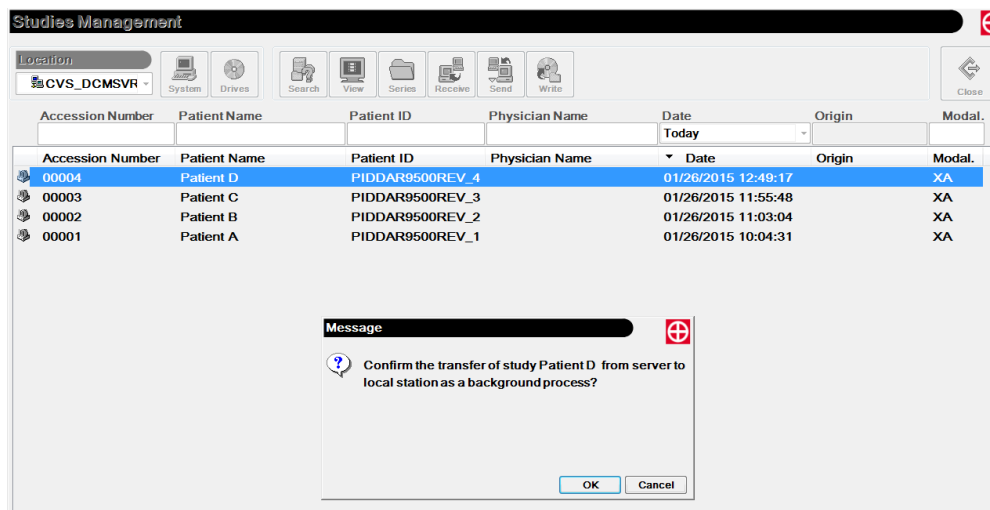 Studies Management
Location
CVS_DCMSVR
System Drives Search View Series Receive Send Write Close
Accession Number Patient Name Patient ID Physician Name Date Origin Modal.
Today
Accession Number Patient Name Patient ID Physician Name Date Origin Modal.
00004 Patient D PIDDAR9500REV_4 01/26/2015 12:49:17 XA
00003 Patient C PIDDAR9500REV_3 01/26/2015 11:55:48 XA
00002 Patient B PIDDAR9500REV_2 01/26/2015 11:03:04 XA
00001 Patient A PIDDAR9500REV_1 01/26/2015 10:04:31 XA
Message
Confirm the transfer of study Patient D from server to
local station as a background process?
OK Cancel